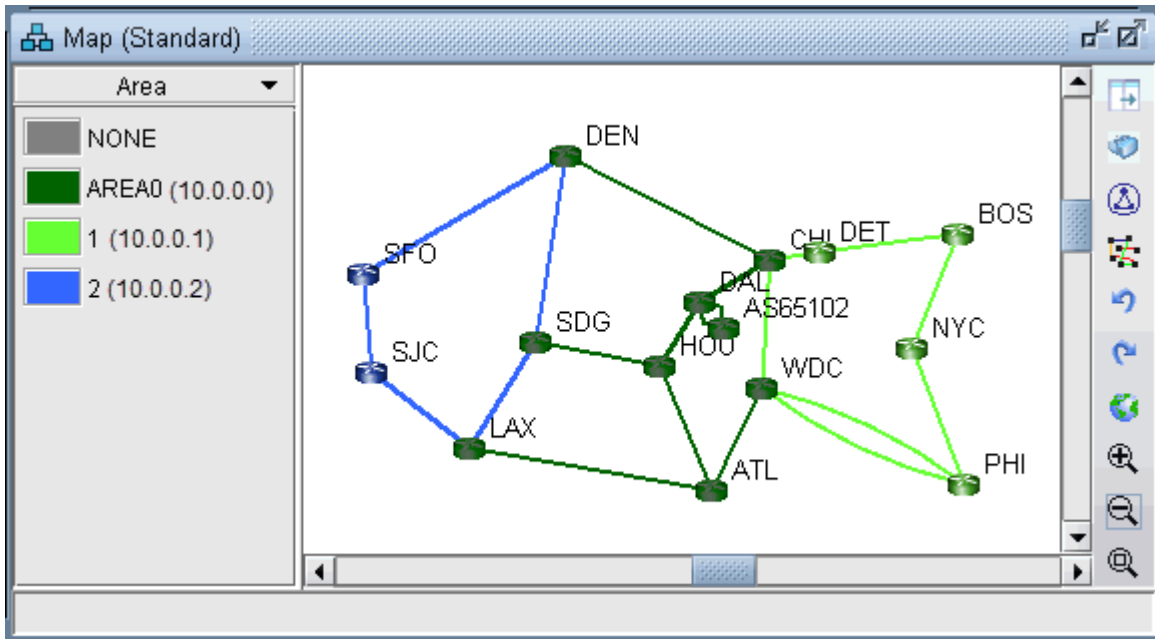 Map (Standard)
Area
NONE
AREA0 (10.0.0.0)
1 (10.0.0.1)
2 (10.0.0.2)
DEN
BOS
CHI
DET
SFO
DAL
AS65102
SDG
HOU
NYC
SJC
WDC
LAX
ATL
PHI